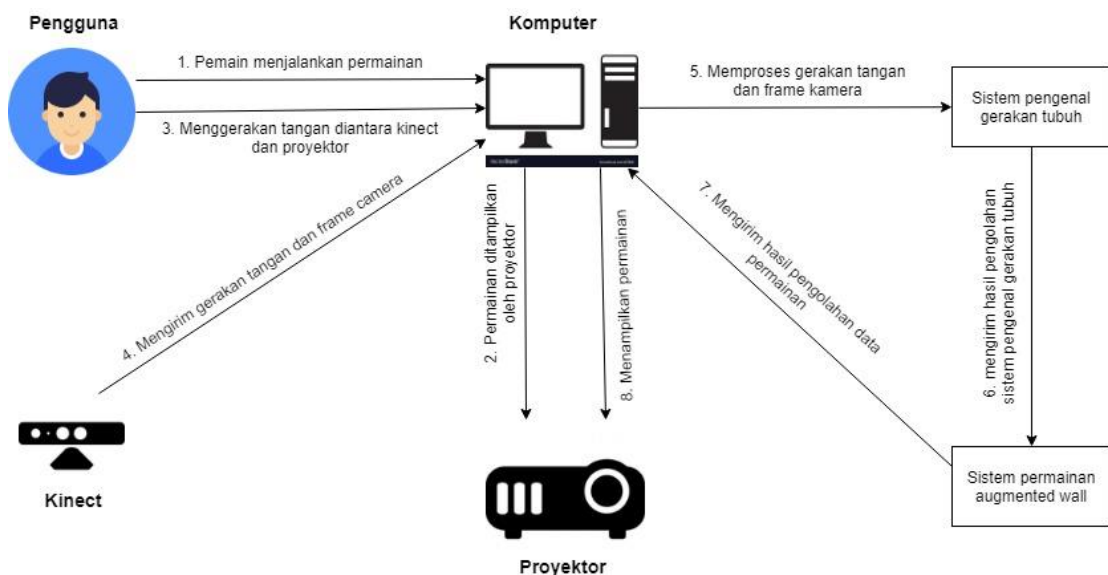 Pengguna
Komputer
1. Pemain menjalankan permainan
3. Menggerakan tangan diantara kinect
dan proyektor
5. Memproses gerakan tangan
dan frame kamera
Sistem pengenal
gerakan tubuh
4. Mengirim gerakan tangan dan frame camera
2. Permainan ditampilkan
oleh proyektor
8. Menampilkan permainan
7. Mengirim hasil pengolahan data
permainan
6. mengirim hasil pengolahan
sistem pengenal gerakan tubuh
Kinect
Sistem permainan
augmented wall
Proyektor